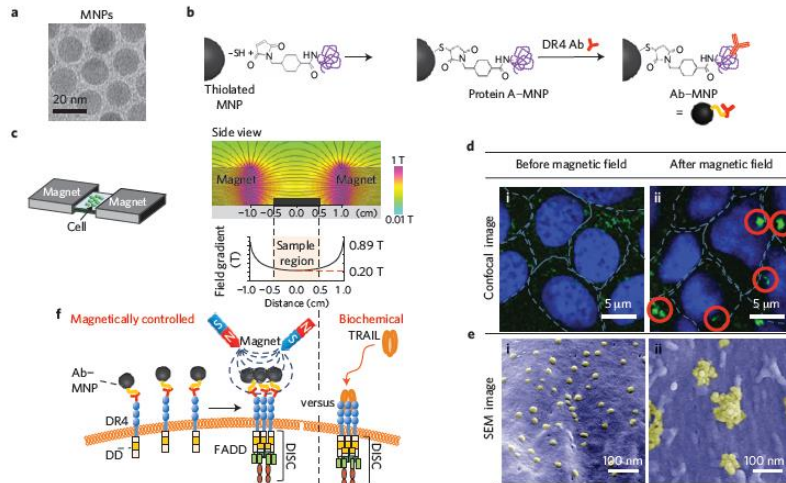 a
MNPs
20 nm
b
–SH +
S
O
O
N
HN
O
Thiolated
MNP
Protein A–MNP
DR4 Ab
Ab–MNP
=
c
Magnet
Magnet
Cell
Side view
1 T
Magnet
Magnet
0.01 T
–1.0 –0.5 0.0 0.5 1.0 (cm)
Field gradient
(T)
Sample
region
0.89 T
0.20 T
–1.0 –0.5 0.0 0.5 1.0
Distance (cm)
d
Before magnetic field
After magnetic field
Confocal image
i
5 μm
ii
5 μm
e
SEM image
i
100 nm
ii
100 nm
f
Magnetically controlled
S N
N S
Magnet
Biochemical
TRAIL
Ab–
MNP
versus
DR4
DD
FADD
DISC
DISC